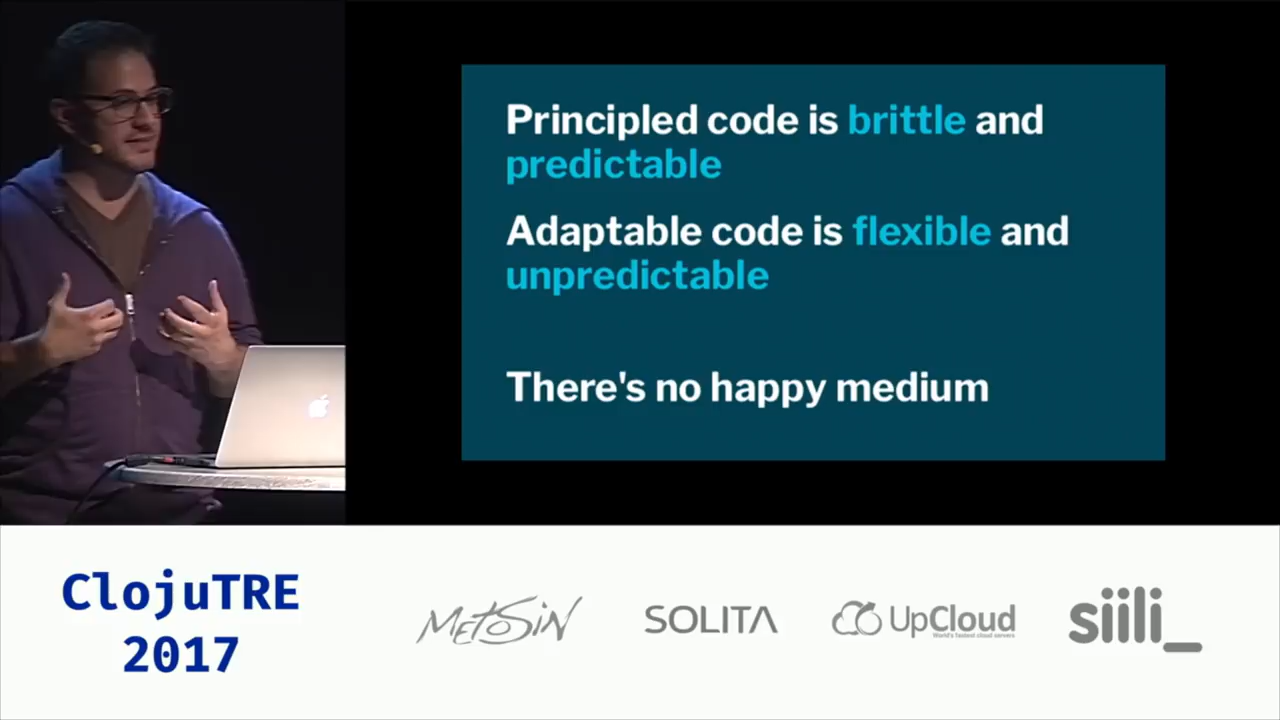 Principled code is brittle and
predictable
Adaptable code is flexible and
unpredictable
There's no happy medium
ClojuTRE
2017
METOSIN
SOLITA
UpCloud
World's fastest cloud servers
siili_